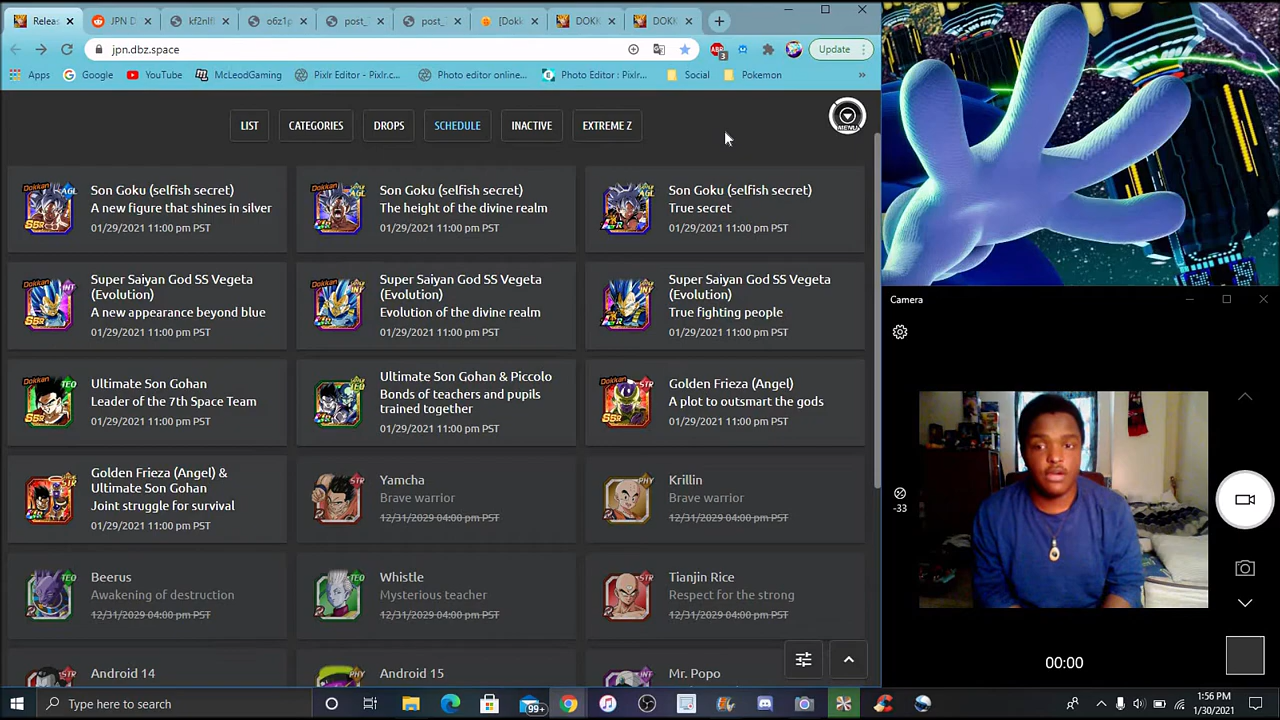 Releas
JPN D
kf2nlfl
o6z1p
post_
post_
[Dokk
DOKK
DOKK
jpn.dbz.space
ABP
3
Update
Apps
Google
YouTube
McLeodGaming
Pixlr Editor - Pixlr.c...
Photo editor online...
Photo Editor : Pixlr...
Social
Pokemon
»
LIST
CATEGORIES
DROPS
SCHEDULE
INACTIVE
EXTREME Z
MENU
Son Goku (selfish secret)
A new figure that shines in silver
01/29/2021 11:00 pm PST
Son Goku (selfish secret)
The height of the divine realm
01/29/2021 11:00 pm PST
Son Goku (selfish secret)
True secret
01/29/2021 11:00 pm PST
Super Saiyan God SS Vegeta
(Evolution)
A new appearance beyond blue
01/29/2021 11:00 pm PST
Super Saiyan God SS Vegeta
(Evolution)
Evolution of the divine realm
01/29/2021 11:00 pm PST
Super Saiyan God SS Vegeta
(Evolution)
True fighting people
01/29/2021 11:00 pm PST
Ultimate Son Gohan
Leader of the 7th Space Team
01/29/2021 11:00 pm PST
Ultimate Son Gohan & Piccolo
Bonds of teachers and pupils
trained together
01/29/2021 11:00 pm PST
Golden Frieza (Angel)
A plot to outsmart the gods
01/29/2021 11:00 pm PST
Golden Frieza (Angel) &
Ultimate Son Gohan
Joint struggle for survival
01/29/2021 11:00 pm PST
Yamcha
Brave warrior
12/31/2029 04:00 pm PST
Krillin
Brave warrior
12/31/2029 04:00 pm PST
Beerus
Awakening of destruction
12/31/2029 04:00 pm PST
Whistle
Mysterious teacher
12/31/2029 04:00 pm PST
Tianjin Rice
Respect for the strong
12/31/2029 04:00 pm PST
Android 14
Android 15
Mr. Popo
Camera
-33
00:00
Type here to search
99+
1:56 PM
1/30/2021